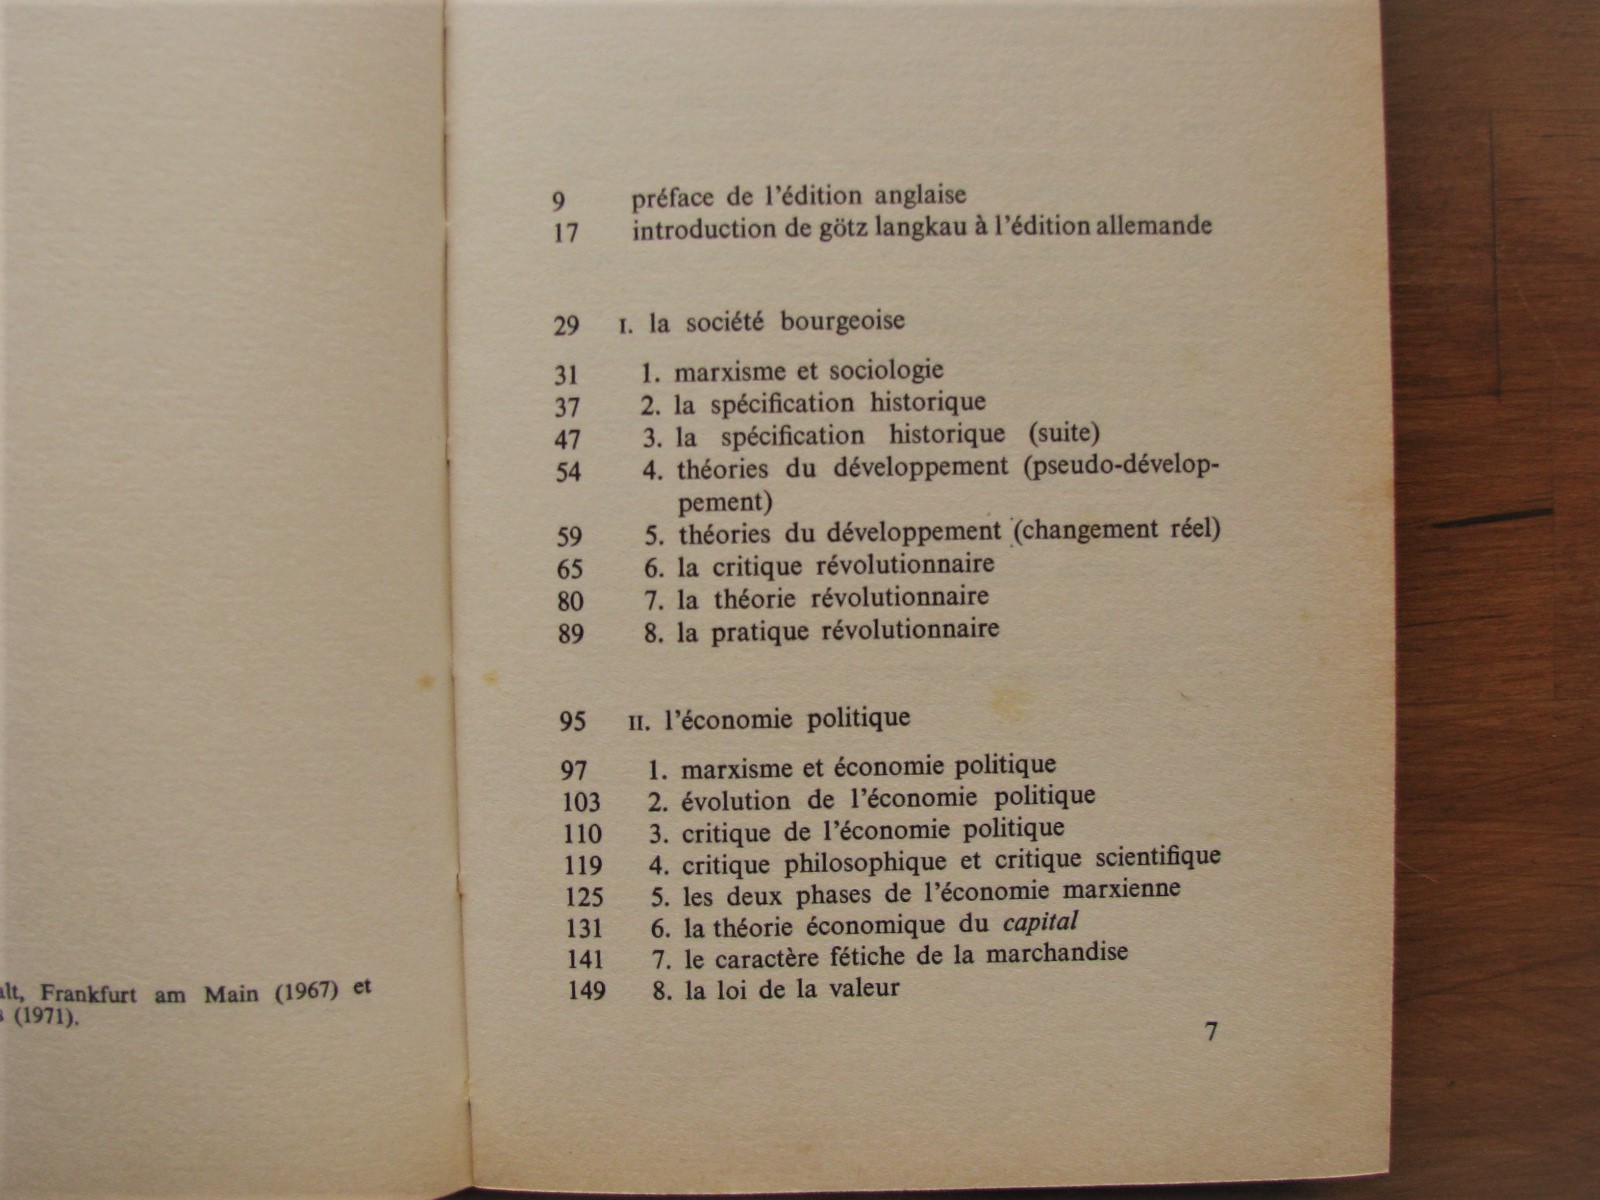 Frankfurt am Main (1967) et
(1971).
9 préface de l'édition anglaise
17 introduction de götz langkau à l'édition allemande
29 I. la société bourgeoise
31 1. marxisme et sociologie
37 2. la spécification historique
47 3. la spécification historique (suite)
54 4. théories du développement (pseudo-dévelop-
pement)
59 5. théories du développement (changement réel)
65 6. la critique révolutionnaire
80 7. la théorie révolutionnaire
89 8. la pratique révolutionnaire
95 II. l'économie politique
97 1. marxisme et économie politique
103 2. évolution de l'économie politique
110 3. critique de l'économie politique
119 4. critique philosophique et critique scientifique
125 5. les deux phases de l'économie marxienne
131 6. la théorie économique du capital
141 7. le caractère fétiche de la marchandise
149 8. la loi de la valeur
7